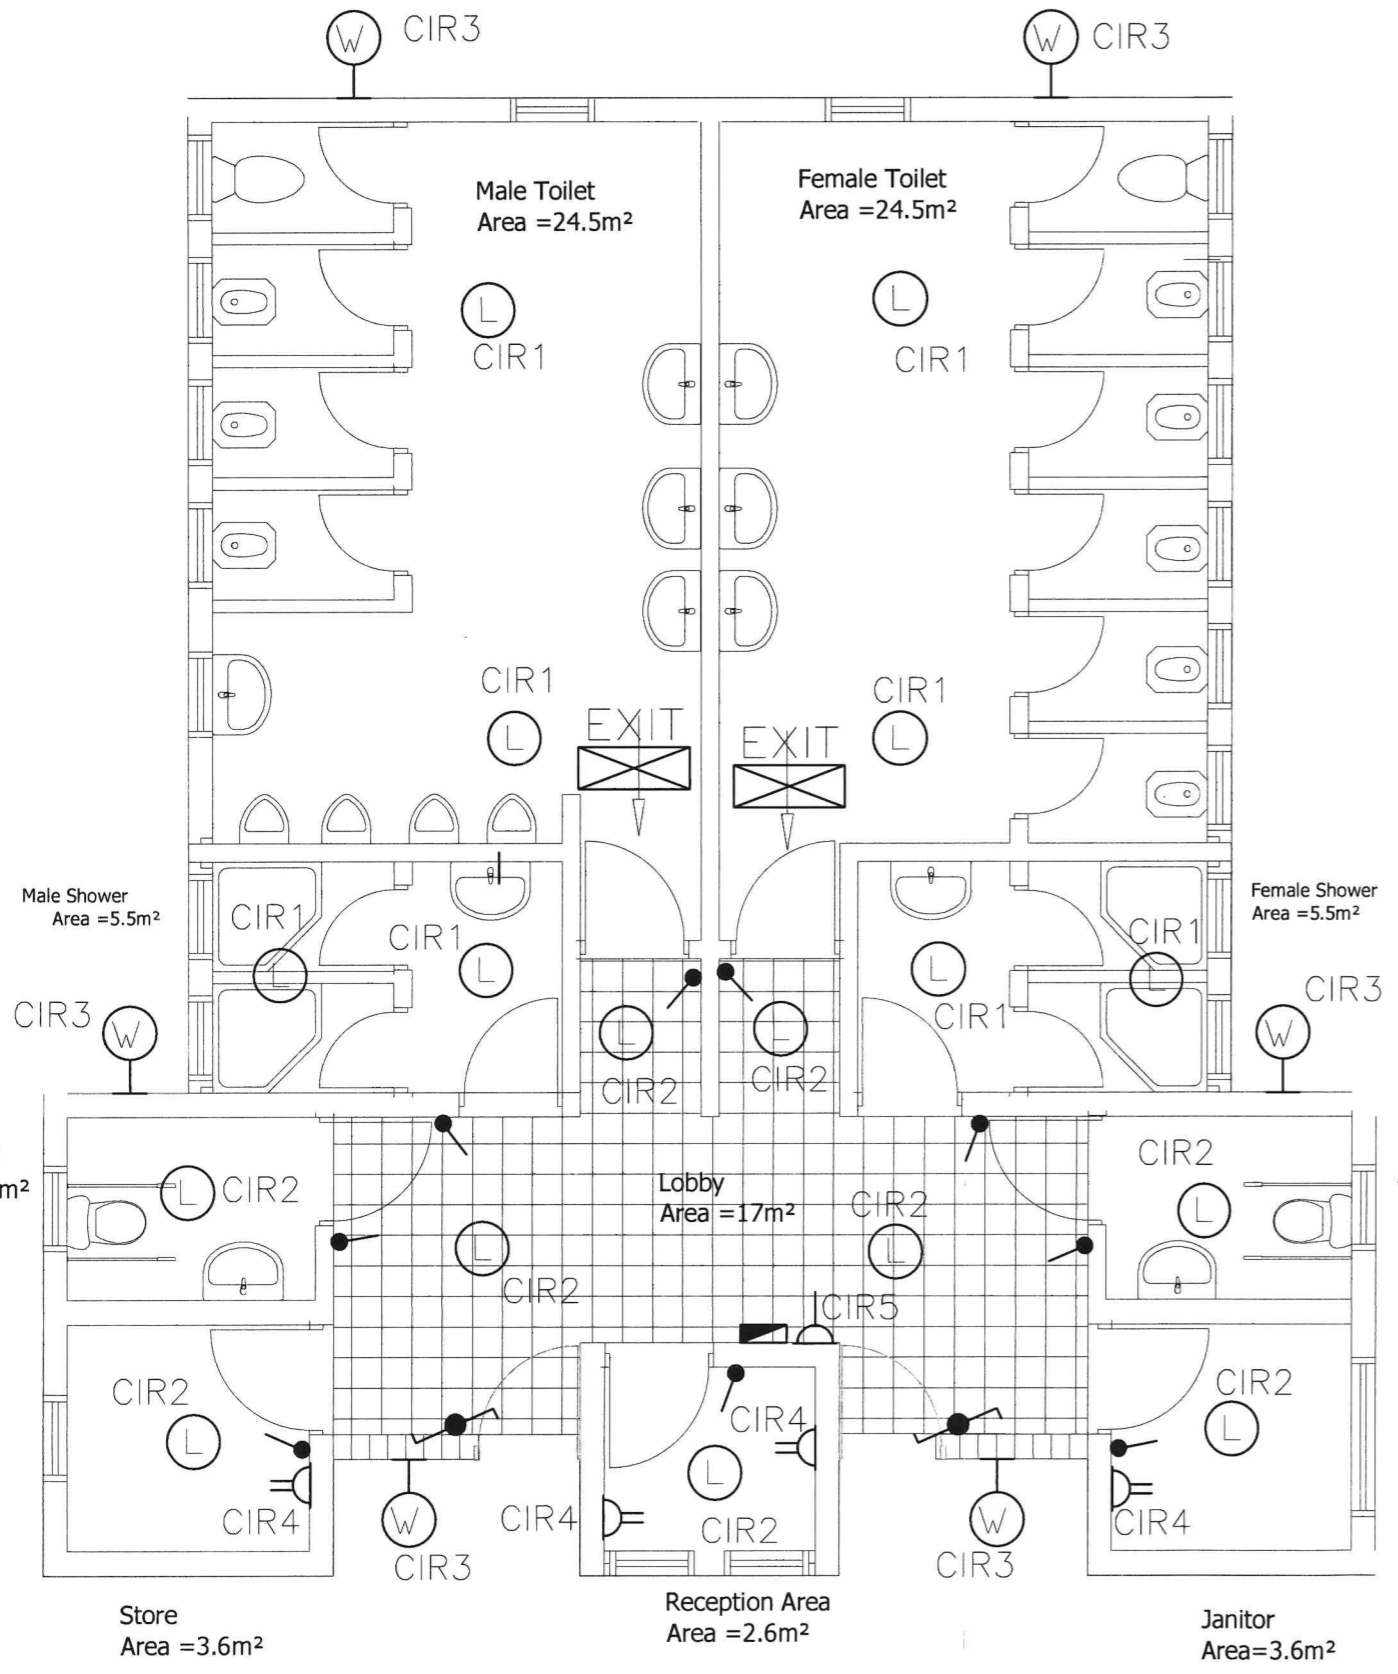 W CIR3
W CIR3
Male Toilet
Area =24.5m²
Female Toilet
Area =24.5m²
L
CIR1
L
CIR1
CIR1
L
CIR1
L
EXIT
EXIT
Male Shower
Area =5.5m²
Female Shower
Area =5.5m²
CIR1
L
CIR1
L
L
CIR1
CIR1
L
CIR3 W
CIR3
W
L
CIR2
L
CIR2
m²
L CIR2
Lobby
Area =17m²
CIR2
L
L
CIR2
CIR2
L
CIR5
CIR2
L
CIR4
CIR4
L
CIR2
CIR4
CIR2
L
CIR4
W
CIR3
W
CIR3
Store
Area =3.6m²
Reception Area
Area =2.6m²
Janitor
Area=3.6m²